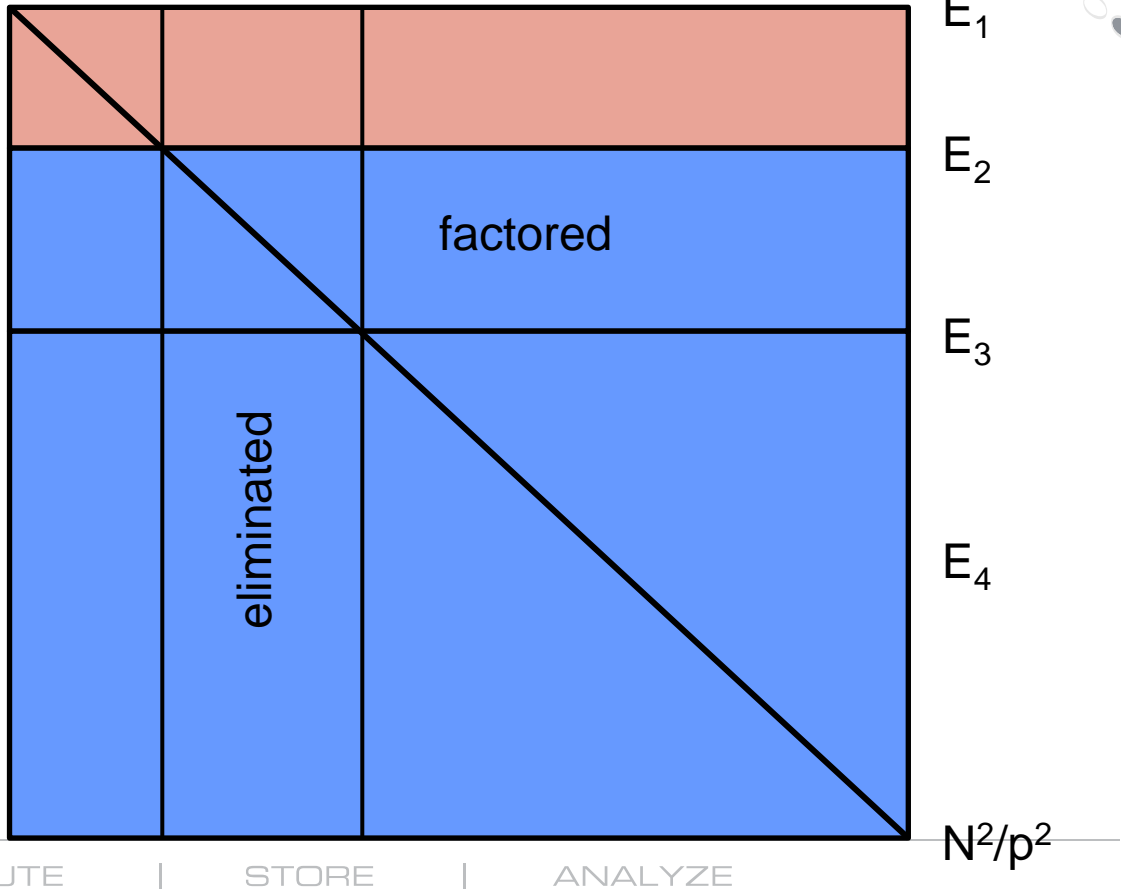 E₁
E₂
factored
E₃
eliminated
E₄
N²/p²
STORE | ANALYZE